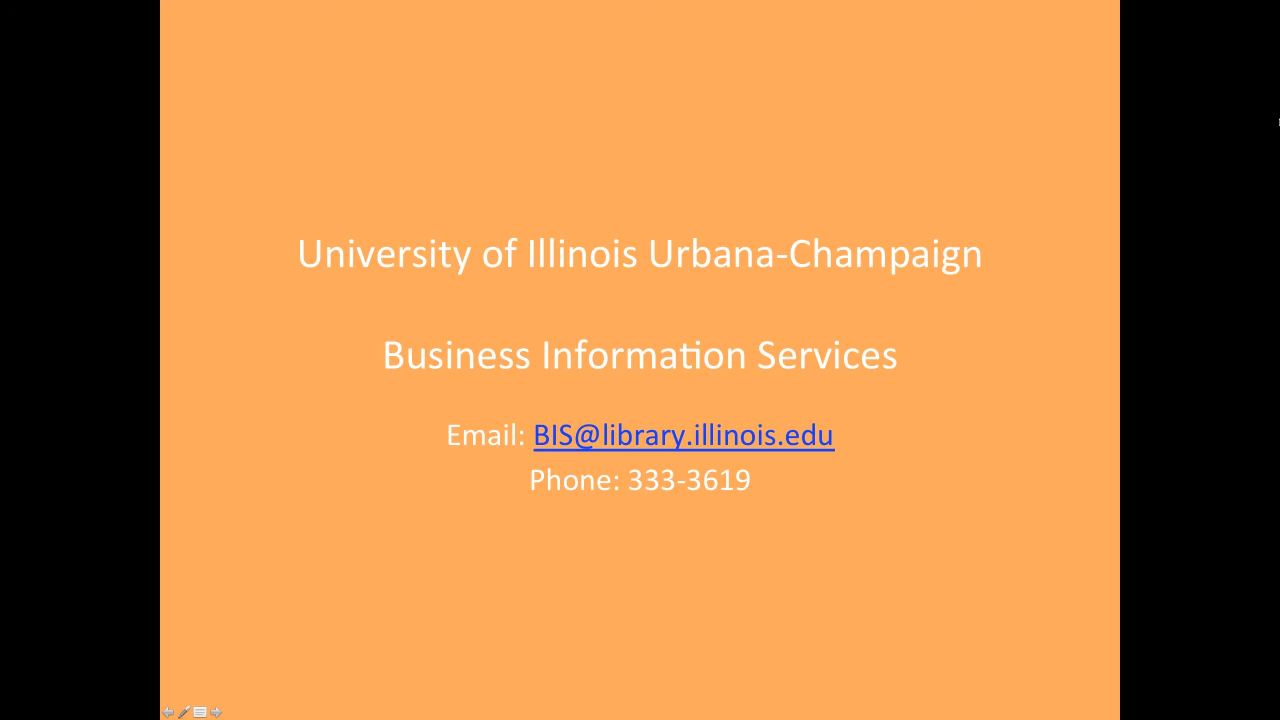 University of Illinois Urbana-Champaign
Business Information Services
Email: BIS@library.illinois.edu
Phone: 333-3619